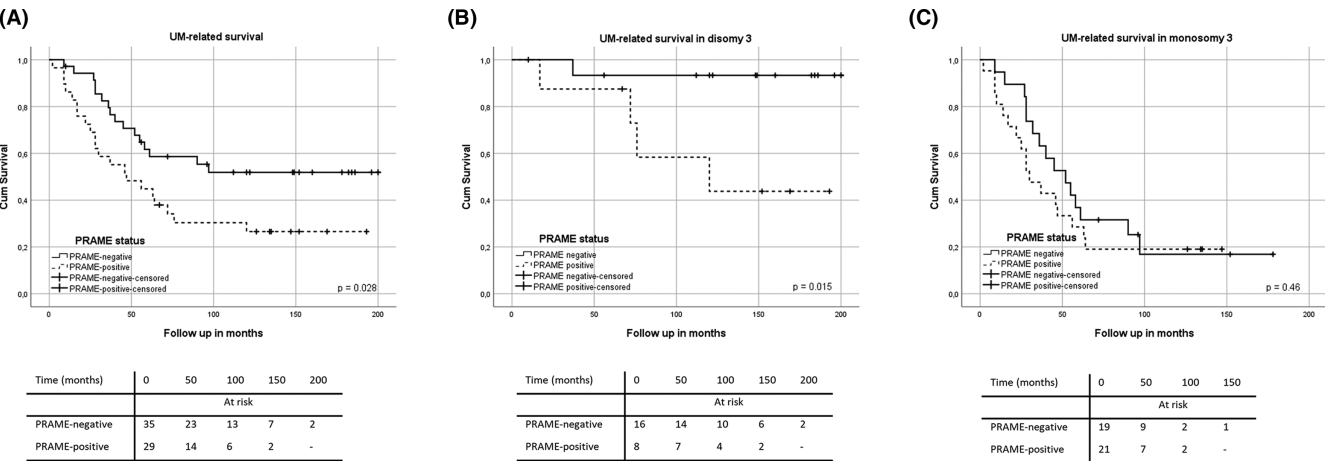 (A)
UM-related survival
1,0
0,8
0,6
0,4
0,2
0,0
Cum Survival
PRAME status
PRAME-negative
PRAME-positive
PRAME-negative-censored
PRAME-positive-censored
p = 0.028
0 50 100 150 200
Follow up in months
Time (months) 0 50 100 150 200
At risk
PRAME-negative 35 23 13 7 2
PRAME-positive 29 14 6 2 -
(B)
UM-related survival in disomy 3
1,0
0,8
0,6
0,4
0,2
0,0
Cum Survival
PRAME status
PRAME negative
PRAME positive
PRAME negative-censored
PRAME positive-censored
p = 0.015
0 50 100 150 200
Follow up in months
Time (months) 0 50 100 150 200
At risk
PRAME-negative 16 14 10 6 2
PRAME-positive 8 7 4 2 -
(C)
UM-related survival in monosomy 3
1,0
0,8
0,6
0,4
0,2
0,0
Cum Survival
PRAME status
PRAME negative
PRAME positive
PRAME negative-censored
PRAME positive-censored
p = 0.46
0 50 100 150 200
Follow up in months
Time (months) 0 50 100 150
At risk
PRAME-negative 19 9 2 1
PRAME-positive 21 7 2 -